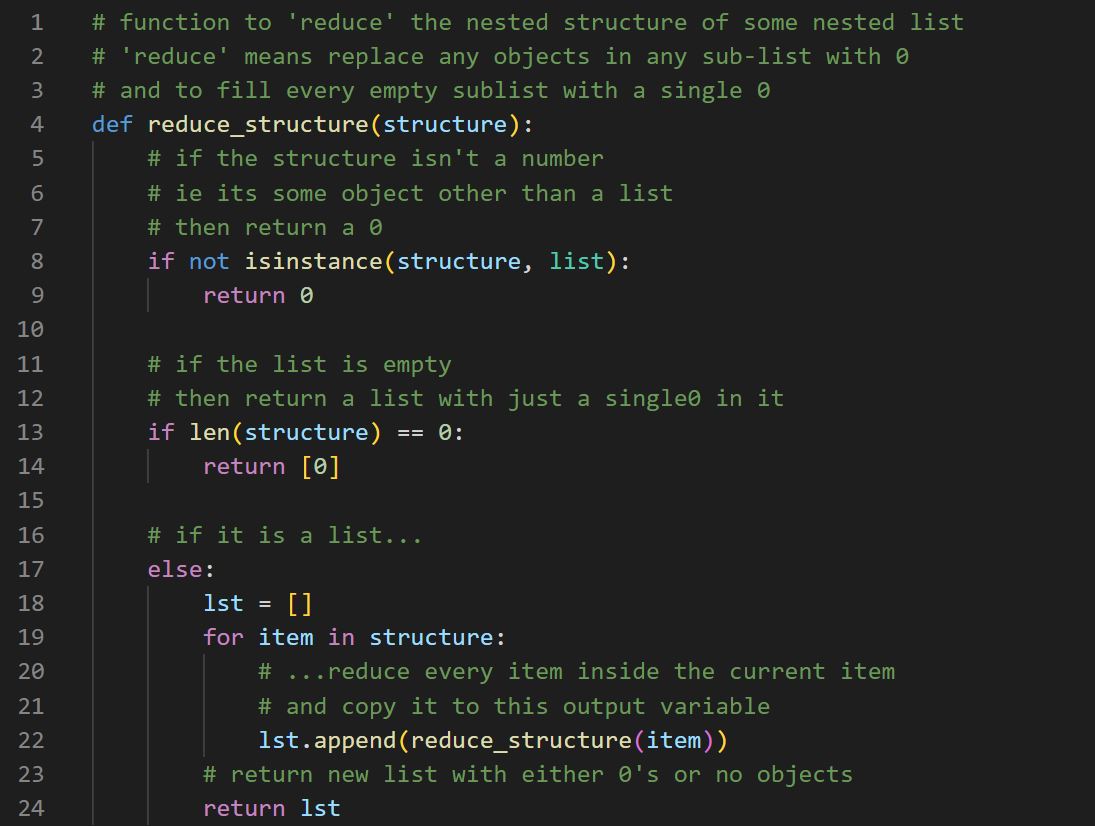 1 # function to 'reduce' the nested structure of some nested list
2 # 'reduce' means replace any objects in any sub-list with 0
3 # and to fill every empty sublist with a single 0
4 def reduce_structure(structure):
5     # if the structure isn't a number
6     # ie its some object other than a list
7     # then return a 0
8     if not isinstance(structure, list):
9         return 0
10
11     # if the list is empty
12     # then return a list with just a single0 in it
13     if len(structure) == 0:
14         return [0]
15
16     # if it is a list...
17     else:
18         lst = []
19         for item in structure:
20             # ...reduce every item inside the current item
21             # and copy it to this output variable
22             lst.append(reduce_structure(item))
23         # return new list with either 0's or no objects
24         return lst